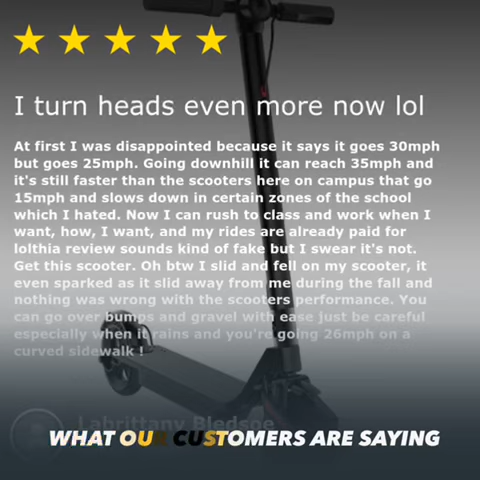 I turn heads even more now lol
At first I was disappointed because it says it goes 30mph
but goes 25mph. Going downhill it can reach 35mph and
it's still faster than the scooters here on campus that go
15mph and slows down in certain zones of the school
which I hated. Now I can rush to class and work when I
want, how, I want, and my rides are already paid for
lolthia review sounds kind of fake but I swear it's not.
Get this scooter. Oh btw I slid and fell on my scooter, it
even sparked as it slid away from me during the fall and
nothing was wrong with the scooters performance. You
can go over bumps and gravel with ease just be careful
especially when it rains and you're going 26mph on a
curved sidewalk !
Labrittany Bledsoe
WHAT OUR CUSTOMERS ARE SAYING